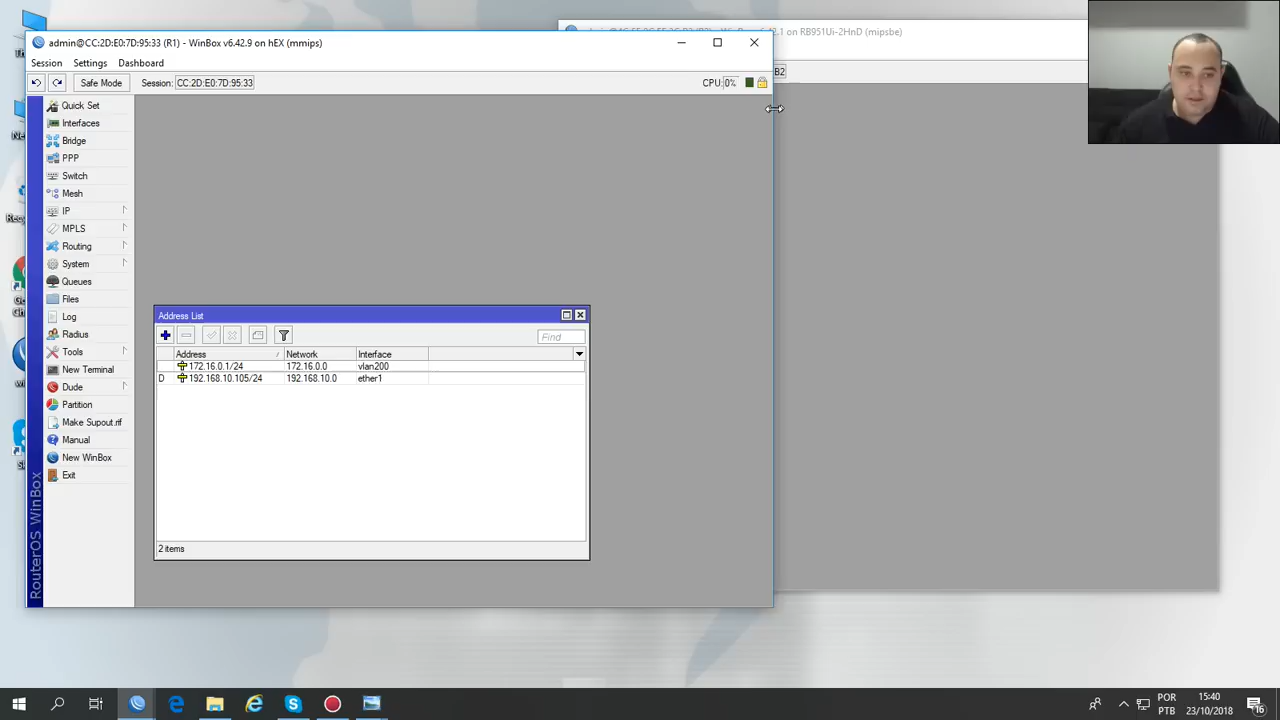 admin@CC:2D:E0:7D:95:33 (R1) - WinBox v6.42.9 on hEX (mmips)
on RB951Ui-2HnD (mipsbe)
Session Settings Dashboard
Safe Mode Session: CC:2D:E0:7D:95:33 CPU: 0%
B2
Quick Set
Interfaces
Bridge
PPP
Switch
Mesh
IP
MPLS
Routing
System
Queues
Files
Log
Radius
Tools
New Terminal
Dude
Partition
Make Supout.rif
Manual
New WinBox
Exit
RouterOS WinBox
Address List
Find
Address / Network Interface
172.16.0.1/24 172.16.0.0 vlan200
D 192.168.10.105/24 192.168.10.0 ether1
2 items
POR
PTB
15:40
23/10/2018
16